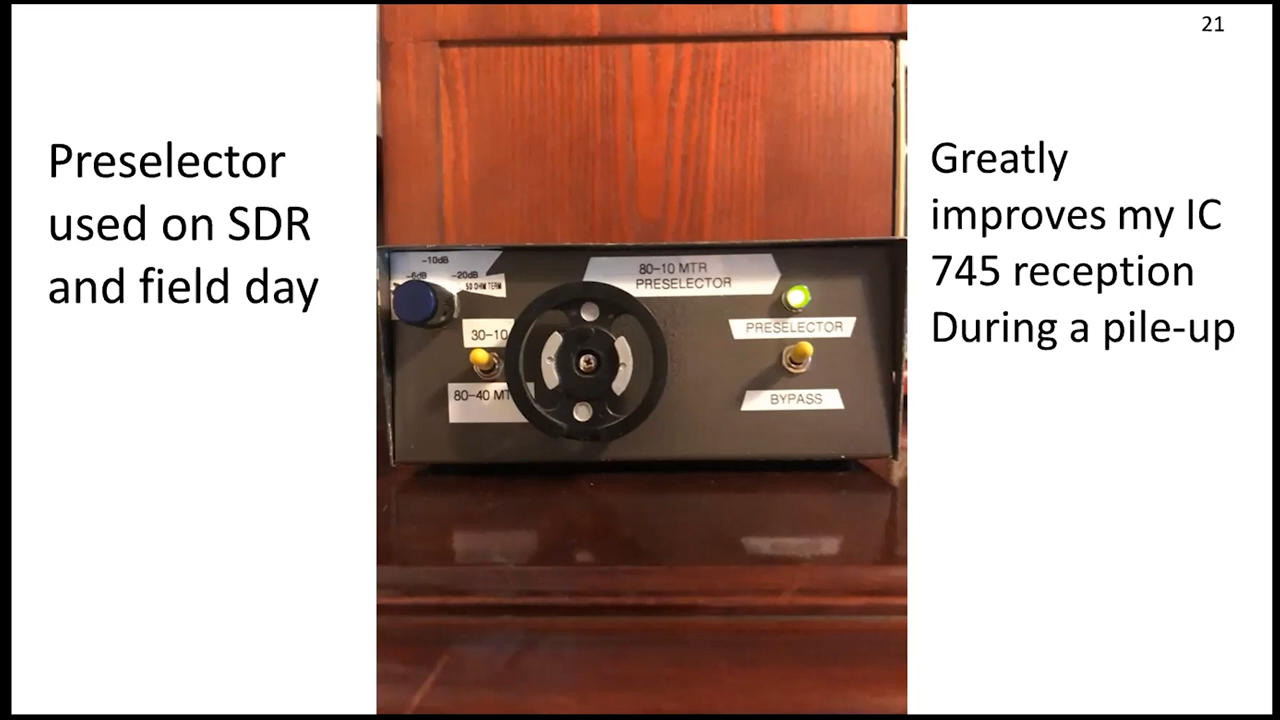 21
Preselector
used on SDR
and field day
Greatly
improves my IC
745 reception
During a pile-up
-10dB
-6dB
-20dB
50 OHM TERM
80-10 MTR
PRESELECTOR
30-10
PRESELECTOR
80-40 MT
BYPASS